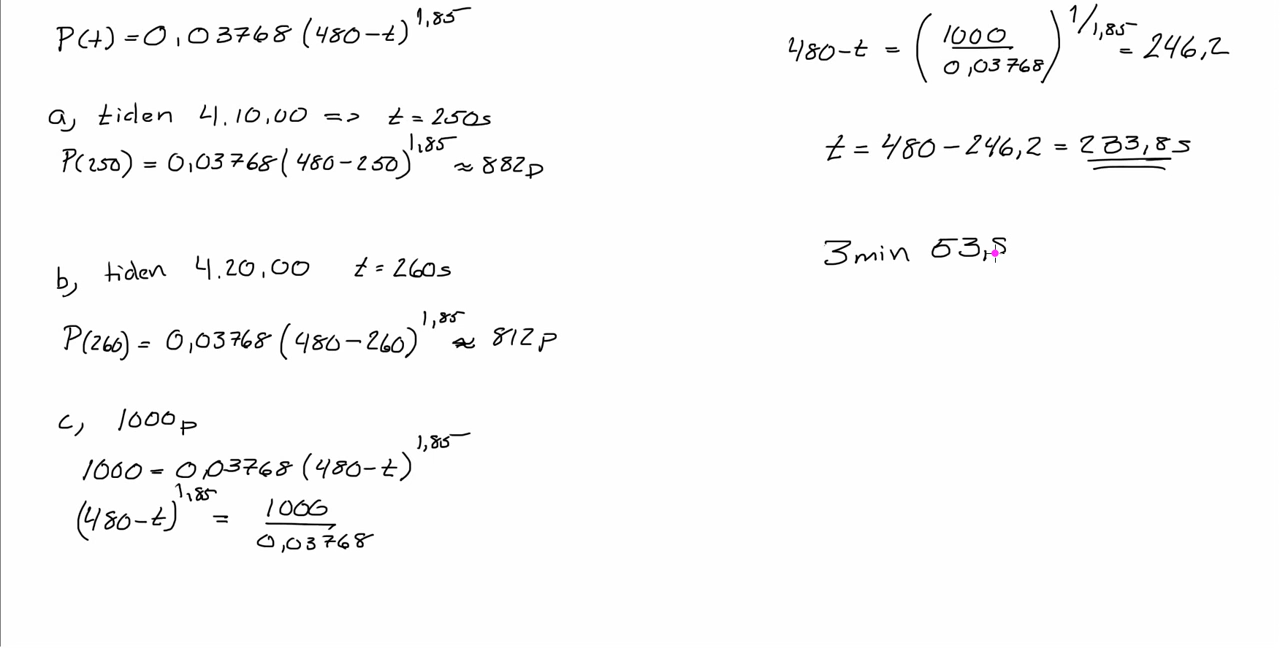 P(t) = 0,03768 (480-t)^1,85
a, tiden 4.10,00 => t = 250s
P(250) = 0,03768 (480-250)^1,85 ≈ 882p
b, tiden 4.20,00 t = 260s
P(260) = 0,03768 (480-260)^1,85 ≈ 812p
c, 1000p
1000 = 0,03768 (480-t)^1,85
(480-t)^1,85 = 1000/0,03768
480-t = (1000/0,03768)^1/1,85 = 246,2
t = 480-246,2 = 233,8s
3min 53,8